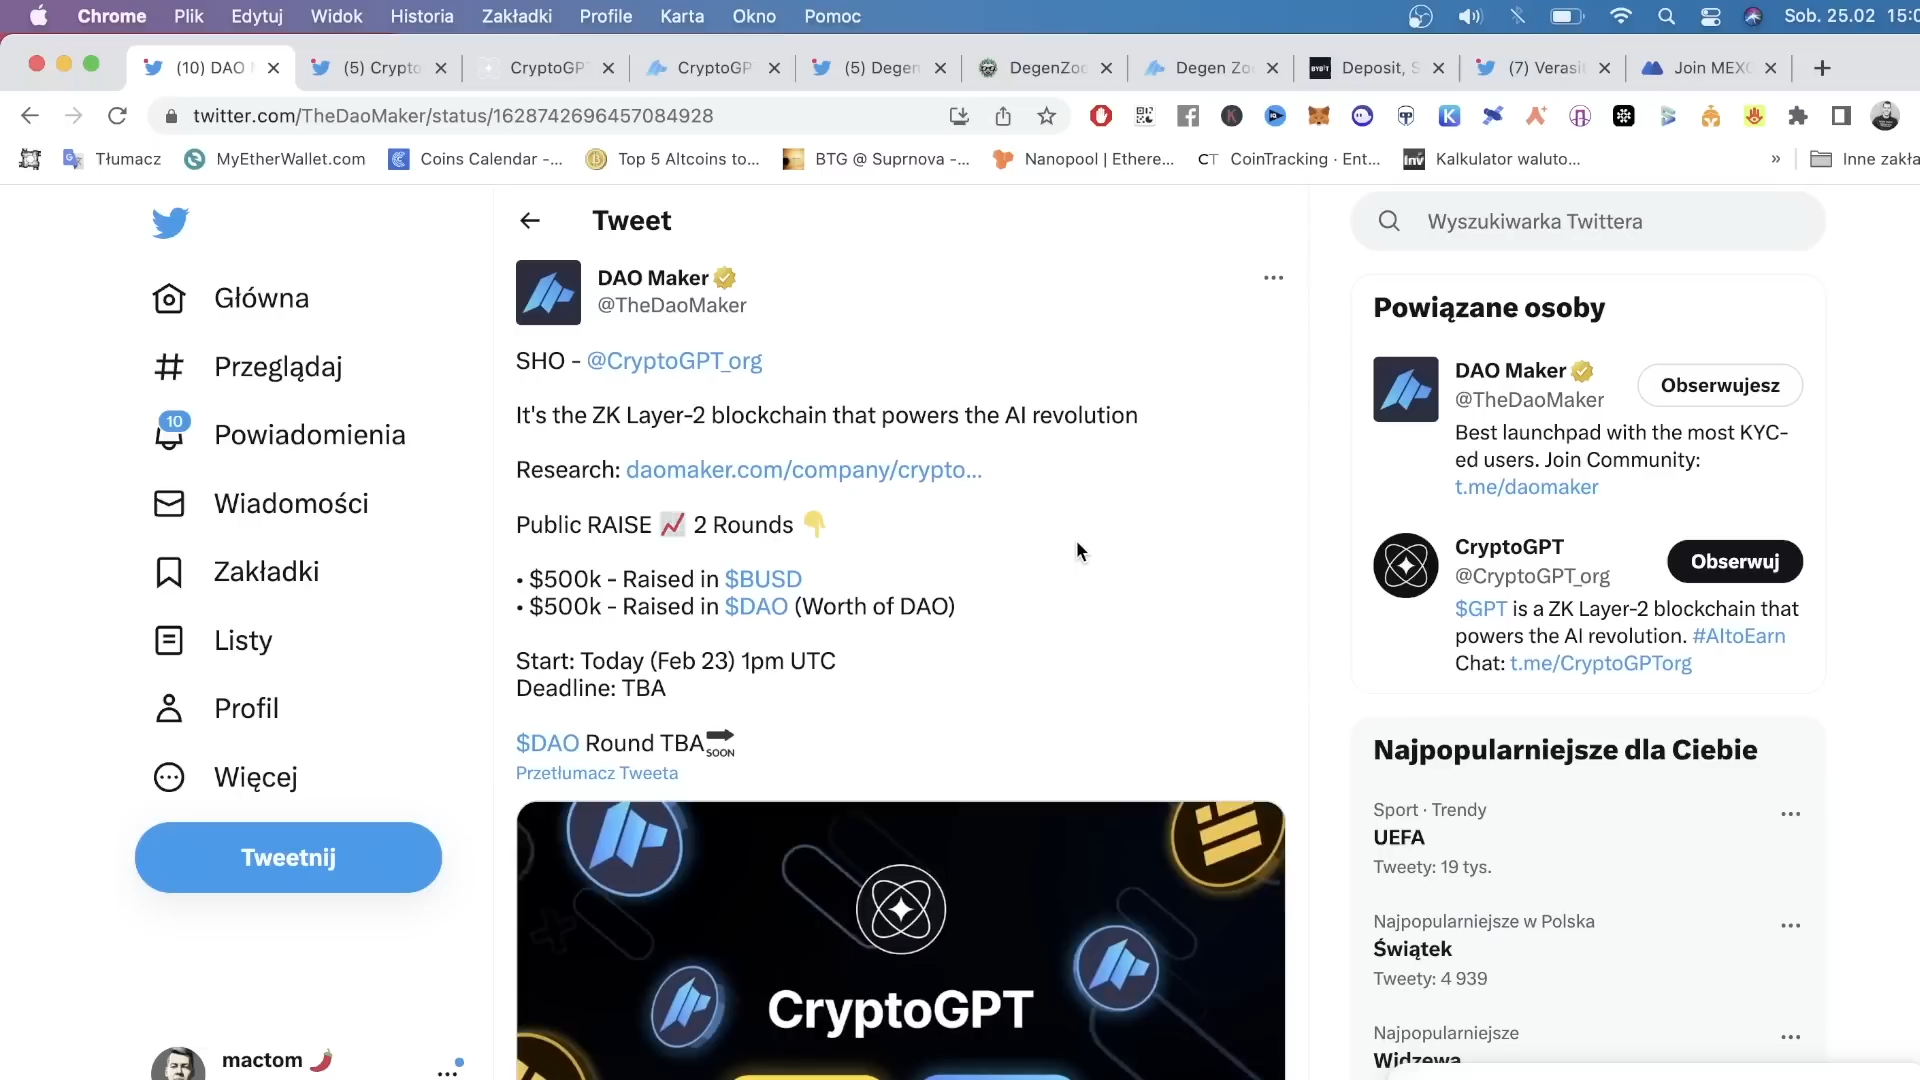 Chrome Plik Edytuj Widok Historia Zakładki Profile Karta Okno Pomoc Sob. 25.02
(10) DAO (5) Crypto CryptoGP CryptoGP (5) Degen DegenZoo Degen Zo BYBIT Deposit, S (7) Verasi Join MEXC
twitter.com/TheDaoMaker/status/1628742696457084928
Tłumacz MyEtherWallet.com Coins Calendar -... Top 5 Altcoins to... BTG @ Suprnova -... Nanopool | Ethere... CT CoinTracking · Ent... Inv Kalkulator waluto... » Inne zakła
Tweet
Wyszukiwarka Twittera
Główna
Przeglądaj
10
Powiadomienia
Wiadomości
Zakładki
Listy
Profil
Więcej
Tweetnij
mactom
DAO Maker
@TheDaoMaker
SHO - @CryptoGPT_org
It's the ZK Layer-2 blockchain that powers the AI revolution
Research: daomaker.com/company/crypto...
Public RAISE 📈 2 Rounds 👇
• $500k - Raised in $BUSD
• $500k - Raised in $DAO (Worth of DAO)
Start: Today (Feb 23) 1pm UTC
Deadline: TBA
$DAO Round TBA🔜
Przetłumacz Tweeta
CryptoGPT
Powiązane osoby
DAO Maker
@TheDaoMaker
Obserwujesz
Best launchpad with the most KYC-
ed users. Join Community:
t.me/daomaker
CryptoGPT
@CryptoGPT_org
Obserwuj
$GPT is a ZK Layer-2 blockchain that
powers the AI revolution. #AItoEarn
Chat: t.me/CryptoGPTorg
Najpopularniejsze dla Ciebie
Sport · Trendy
UEFA
Tweety: 19 tys.
Najpopularniejsze w Polska
Świątek
Tweety: 4 939
Najpopularniejsze
Widzewa